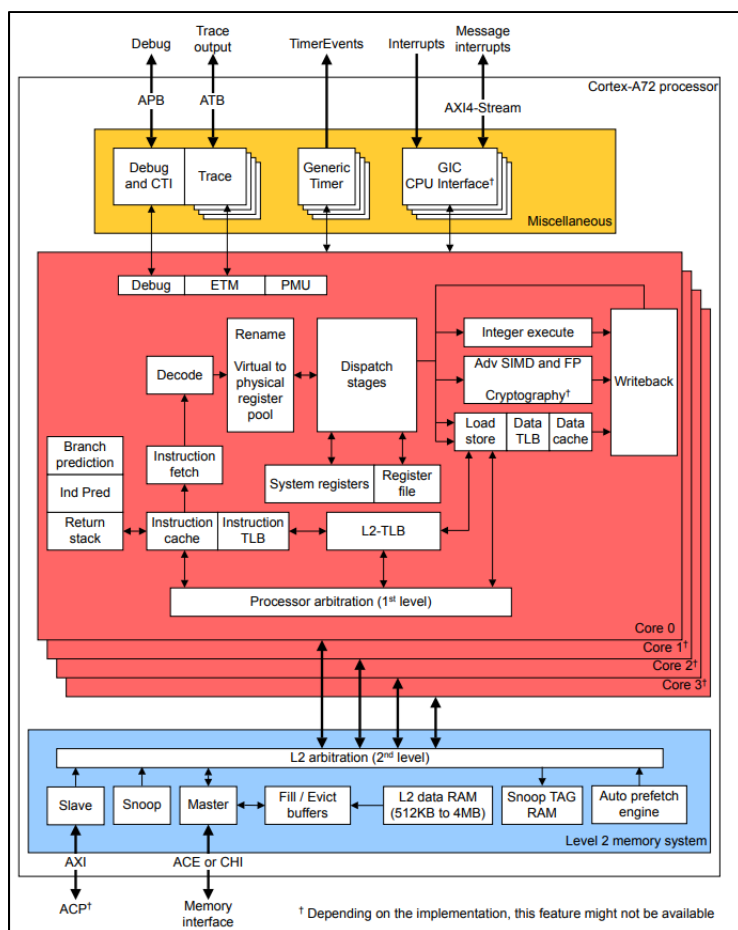 Debug
Trace
output
TimerEvents
Interrupts
Message
interrupts
Cortex-A72 processor
APB
ATB
AXI4-Stream
Debug
and CTI
Trace
Generic
Timer
GIC
CPU Interface†
Miscellaneous
Debug
ETM
PMU
Rename
Virtual to
physical
register
pool
Dispatch
stages
Integer execute
Adv SIMD and FP
Cryptography†
Writeback
Decode
Load
store
Data
TLB
Data
cache
Branch
prediction
Ind Pred
Return
stack
Instruction
fetch
System registers
Register
file
Instruction
cache
Instruction
TLB
L2-TLB
Processor arbitration (1st level)
Core 0
Core 1†
Core 2†
Core 3†
L2 arbitration (2nd level)
Slave
Snoop
Master
Fill / Evict
buffers
L2 data RAM
(512KB to 4MB)
Snoop TAG
RAM
Auto prefetch
engine
Level 2 memory system
AXI
ACE or CHI
ACP†
Memory
interface
† Depending on the implementation, this feature might not be available